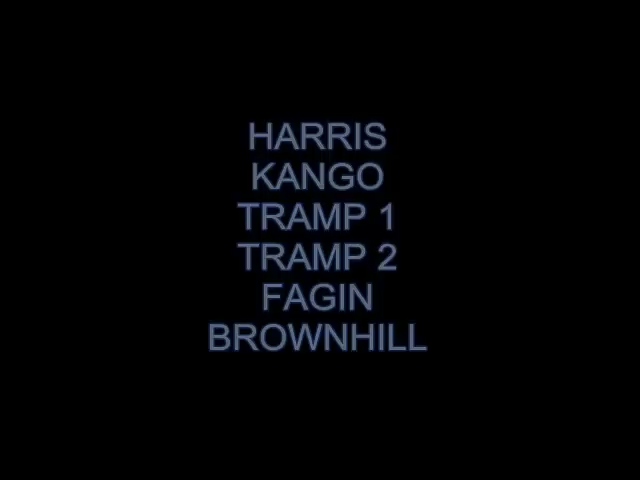 HARRIS
KANGO
TRAMP 1
TRAMP 2
FAGIN
BROWNHILL